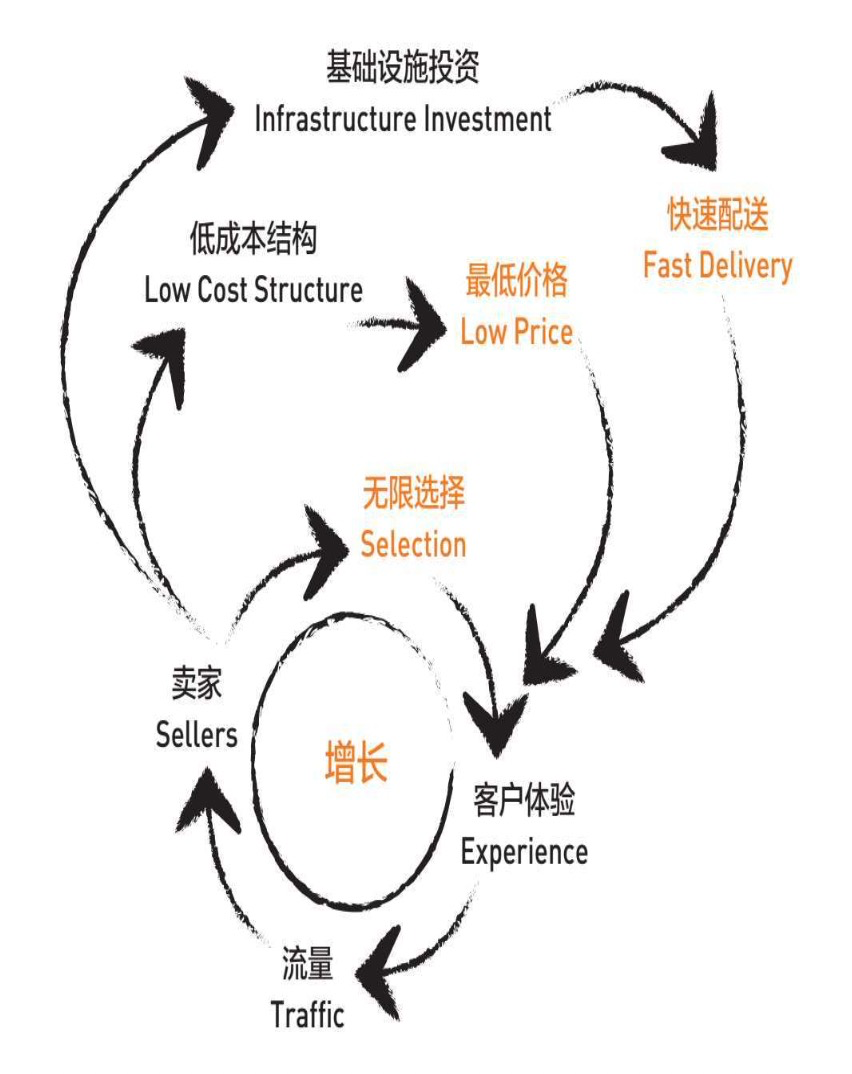 基础设施投资
Infrastructure Investment
快速配送
Fast Delivery
低成本结构
Low Cost Structure
最低价格
Low Price
无限选择
Selection
卖家
Sellers
增长
客户体验
Experience
流量
Traffic